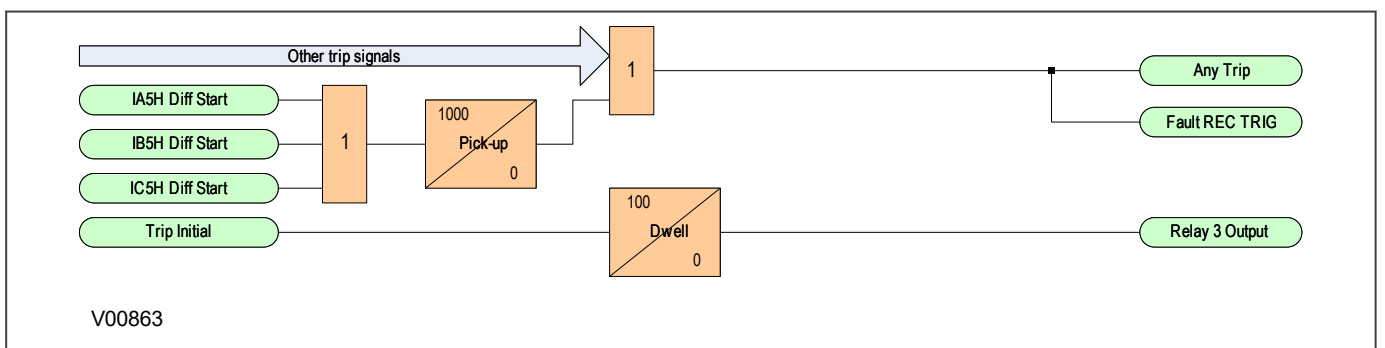 Other trip signals
1
Any Trip
IA5H Diff Start
1000
Fault REC TRIG
IB5H Diff Start
1
Pick-up
0
IC5H Diff Start
100
Trip Initial
Dwell
Relay 3 Output
0
V00863